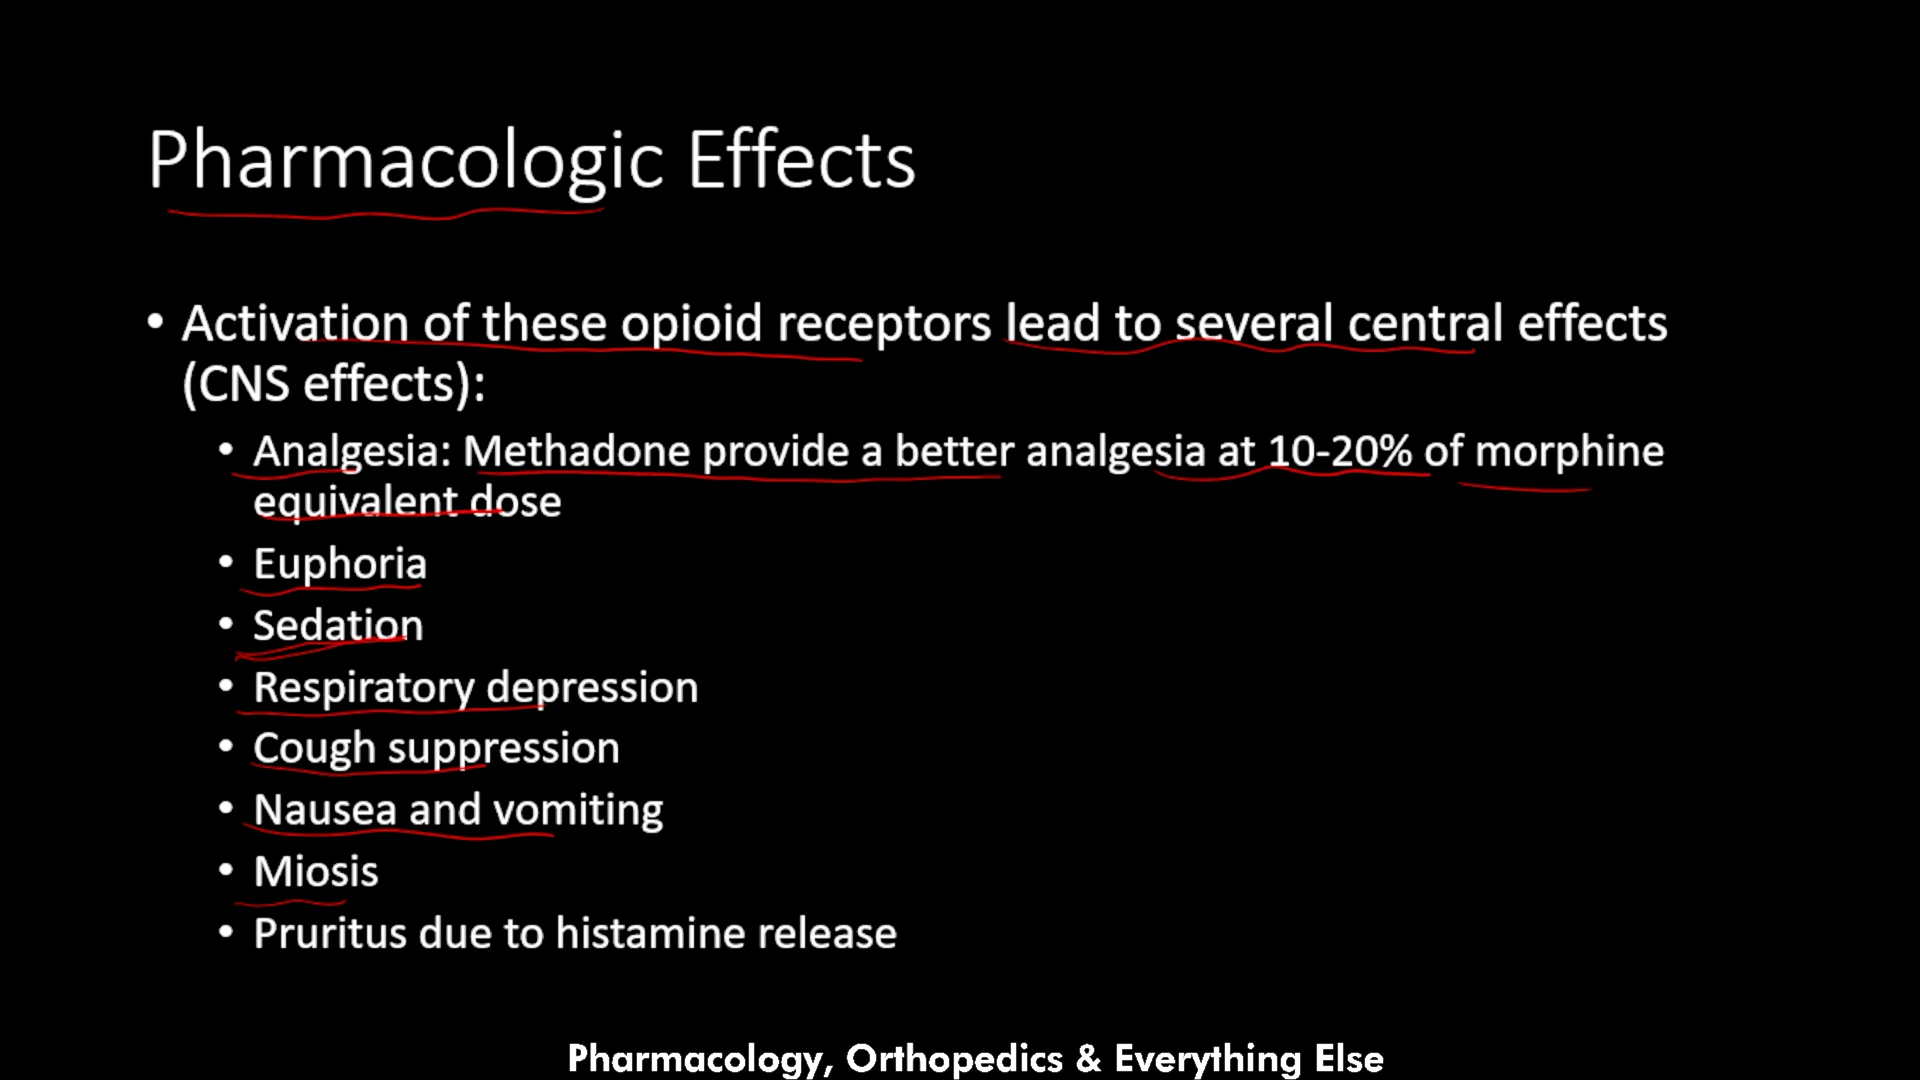 Pharmacologic Effects
• Activation of these opioid receptors lead to several central effects
(CNS effects):
• Analgesia: Methadone provide a better analgesia at 10-20% of morphine
equivalent dose
• Euphoria
• Sedation
• Respiratory depression
• Cough suppression
• Nausea and vomiting
• Miosis
• Pruritus due to histamine release
Pharmacology, Orthopedics & Everything Else